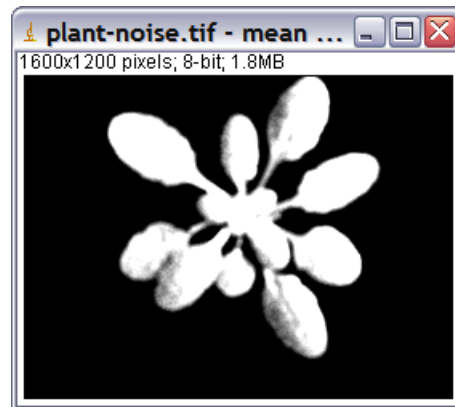 plant-noise.tif - mean ...
1600x1200 pixels; 8-bit; 1.8MB